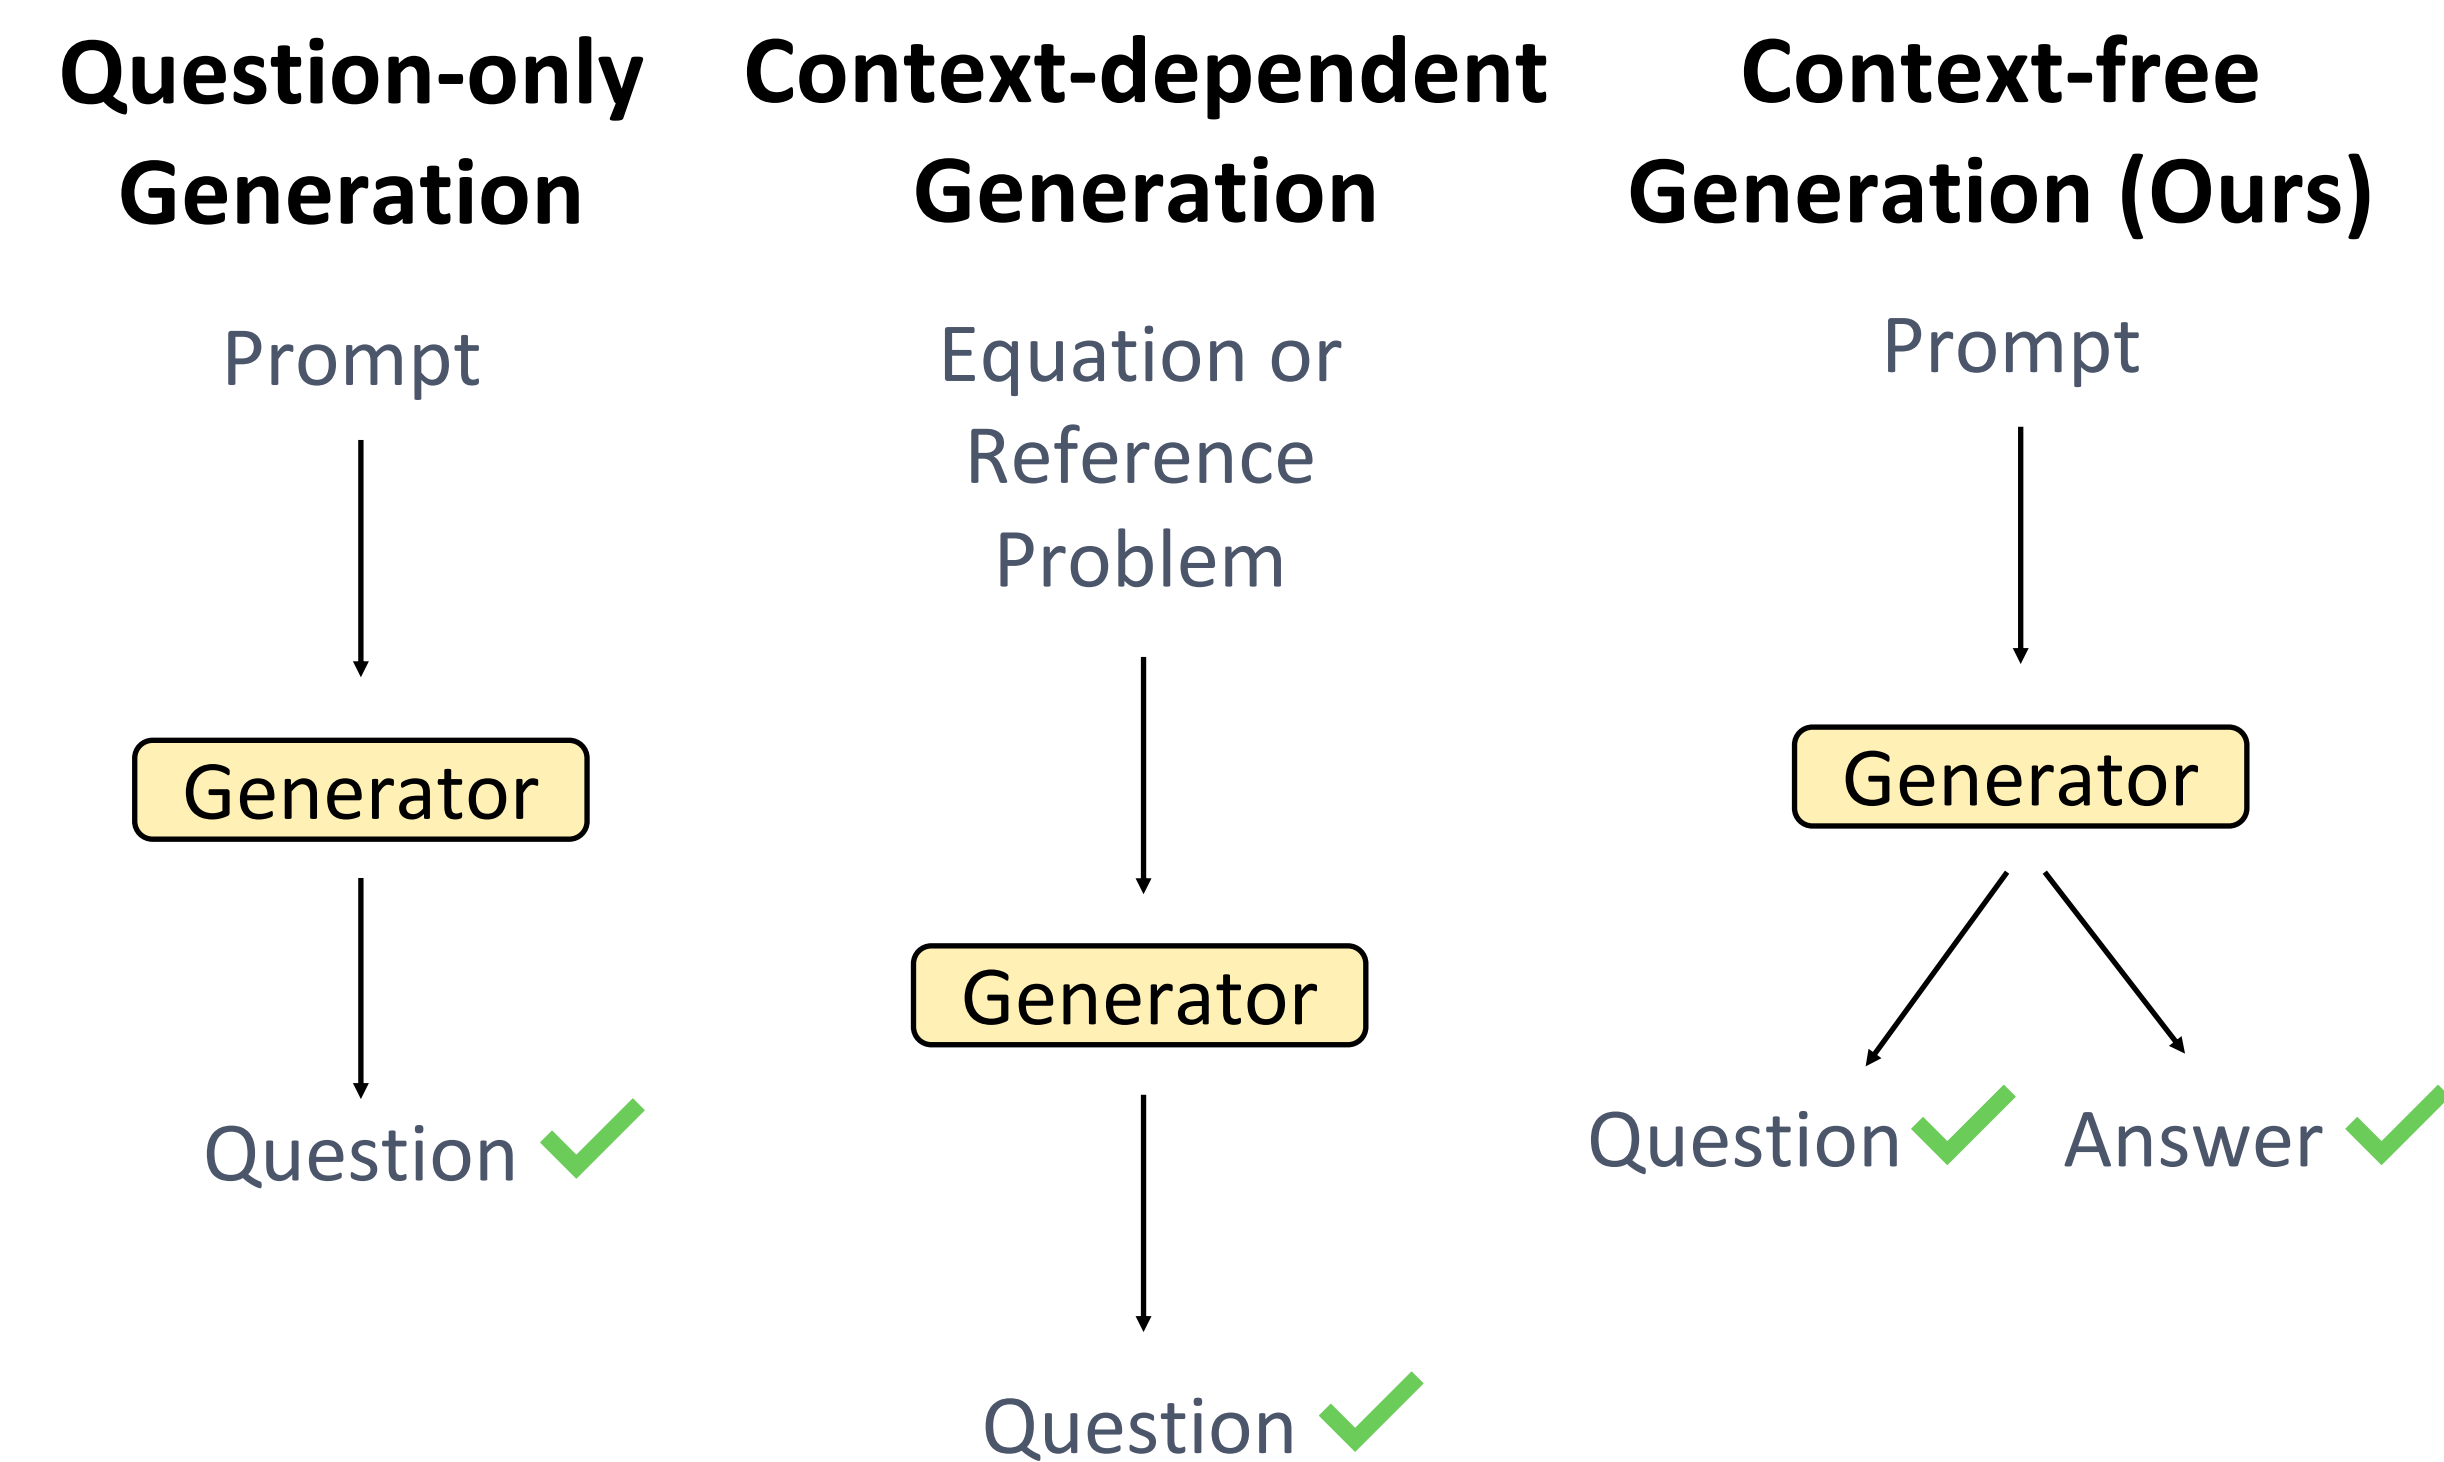 Question-only
Generation
Prompt
Generator
Question
Context-dependent
Generation
Equation or
Reference
Problem
Generator
Question
Context-free
Generation (Ours)
Prompt
Generator
Question
Answer